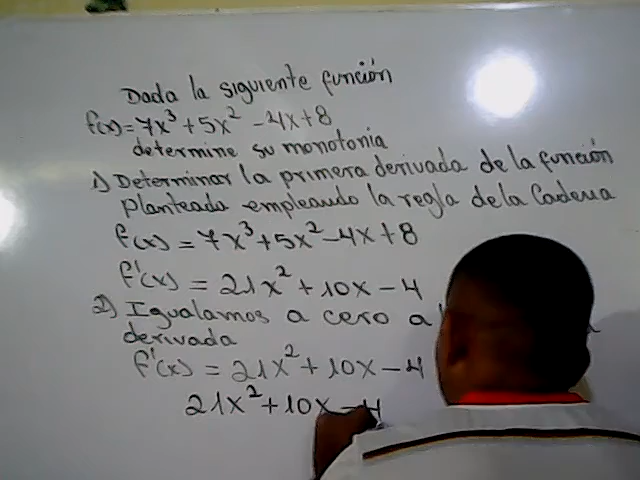 Dada la siguiente función
f(x)=7x³+5x²-4x+8
determine su monotonia
1) Determinar la primera derivada de la función
planteada empleando la regla de la Cadena
f(x)=7x³+5x²-4x+8
f'(x)=21x²+10x-4
2) Igualamos a cero a
derivada
f'(x)=21x²+10x-4
21x²+10x-4